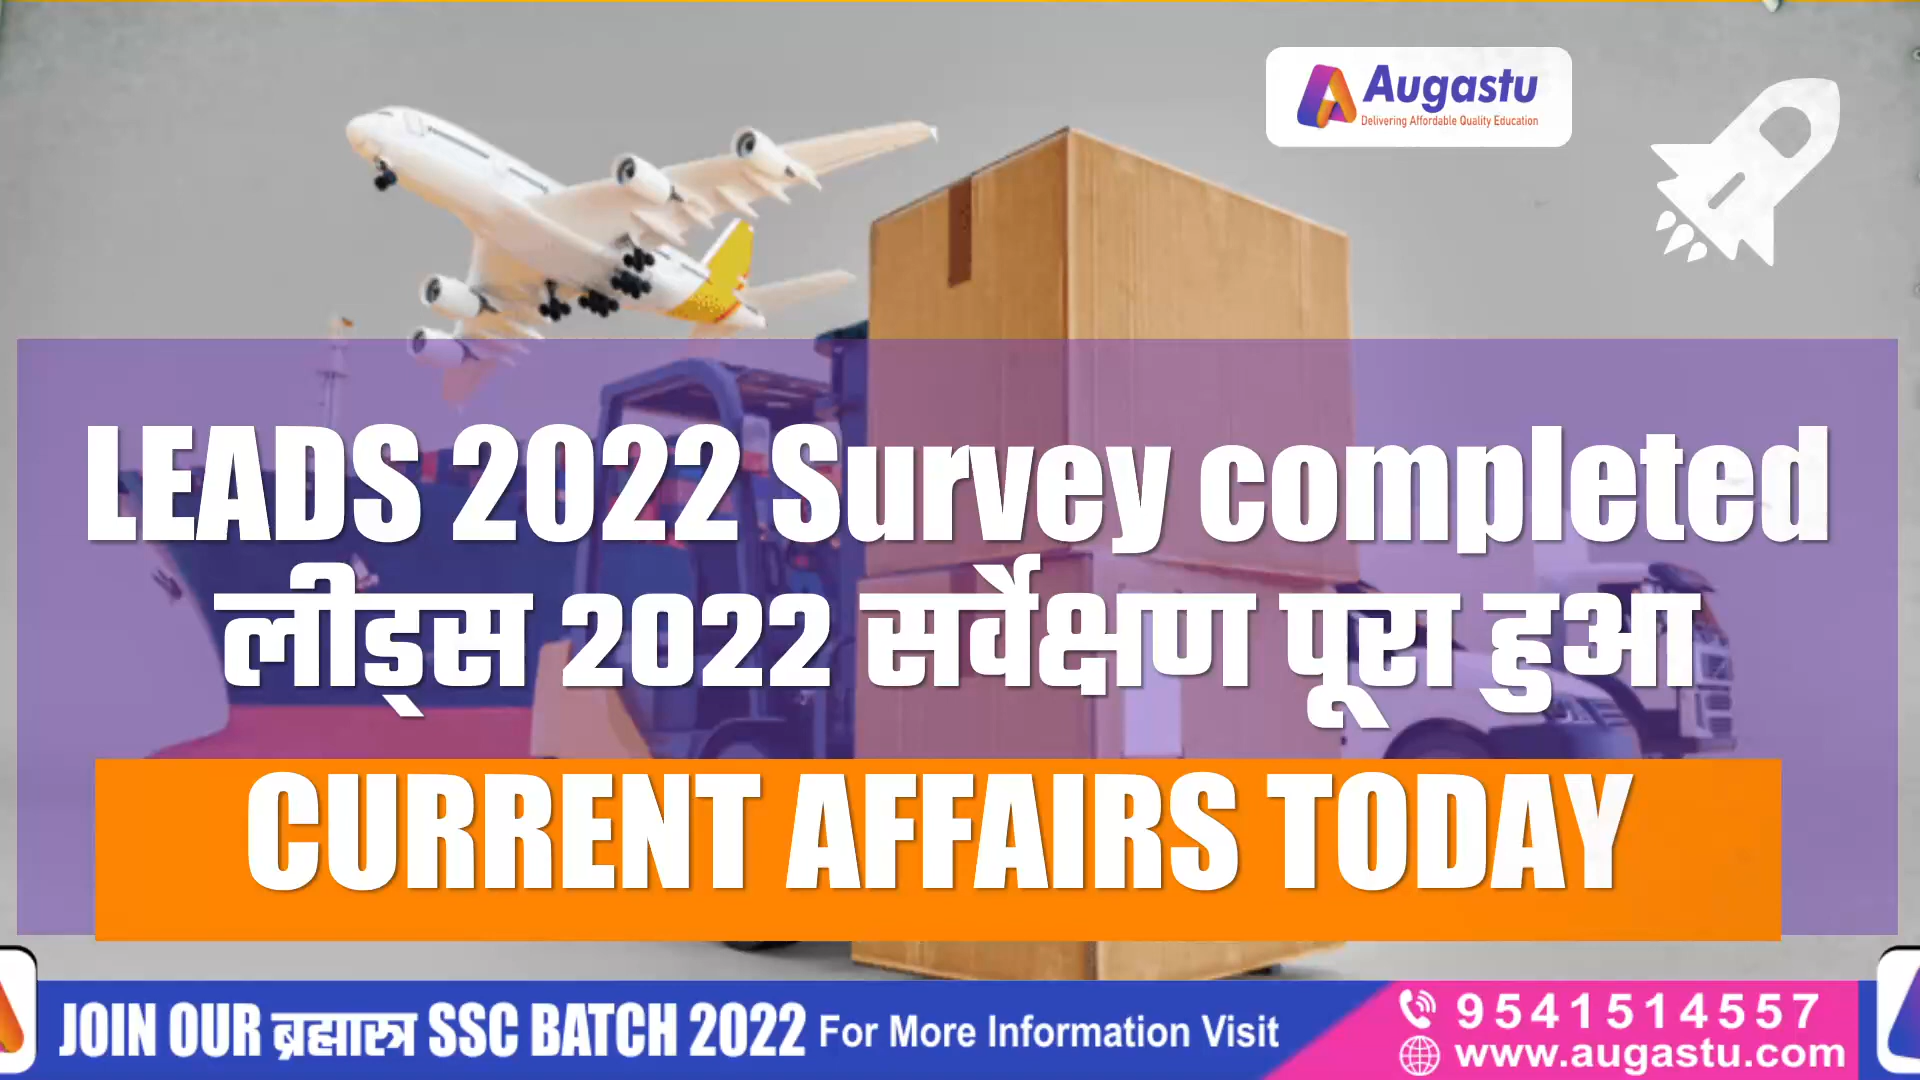 Augastu
Delivering Affordable Quality Education
LEADS 2022 Survey completed
लीड्स 2022 सर्वेक्षण पूरा हुआ
CURRENT AFFAIRS TODAY
JOIN OUR ब्रह्मास्त्र SSC BATCH 2022 For More Information Visit
9541514557
www.augastu.com